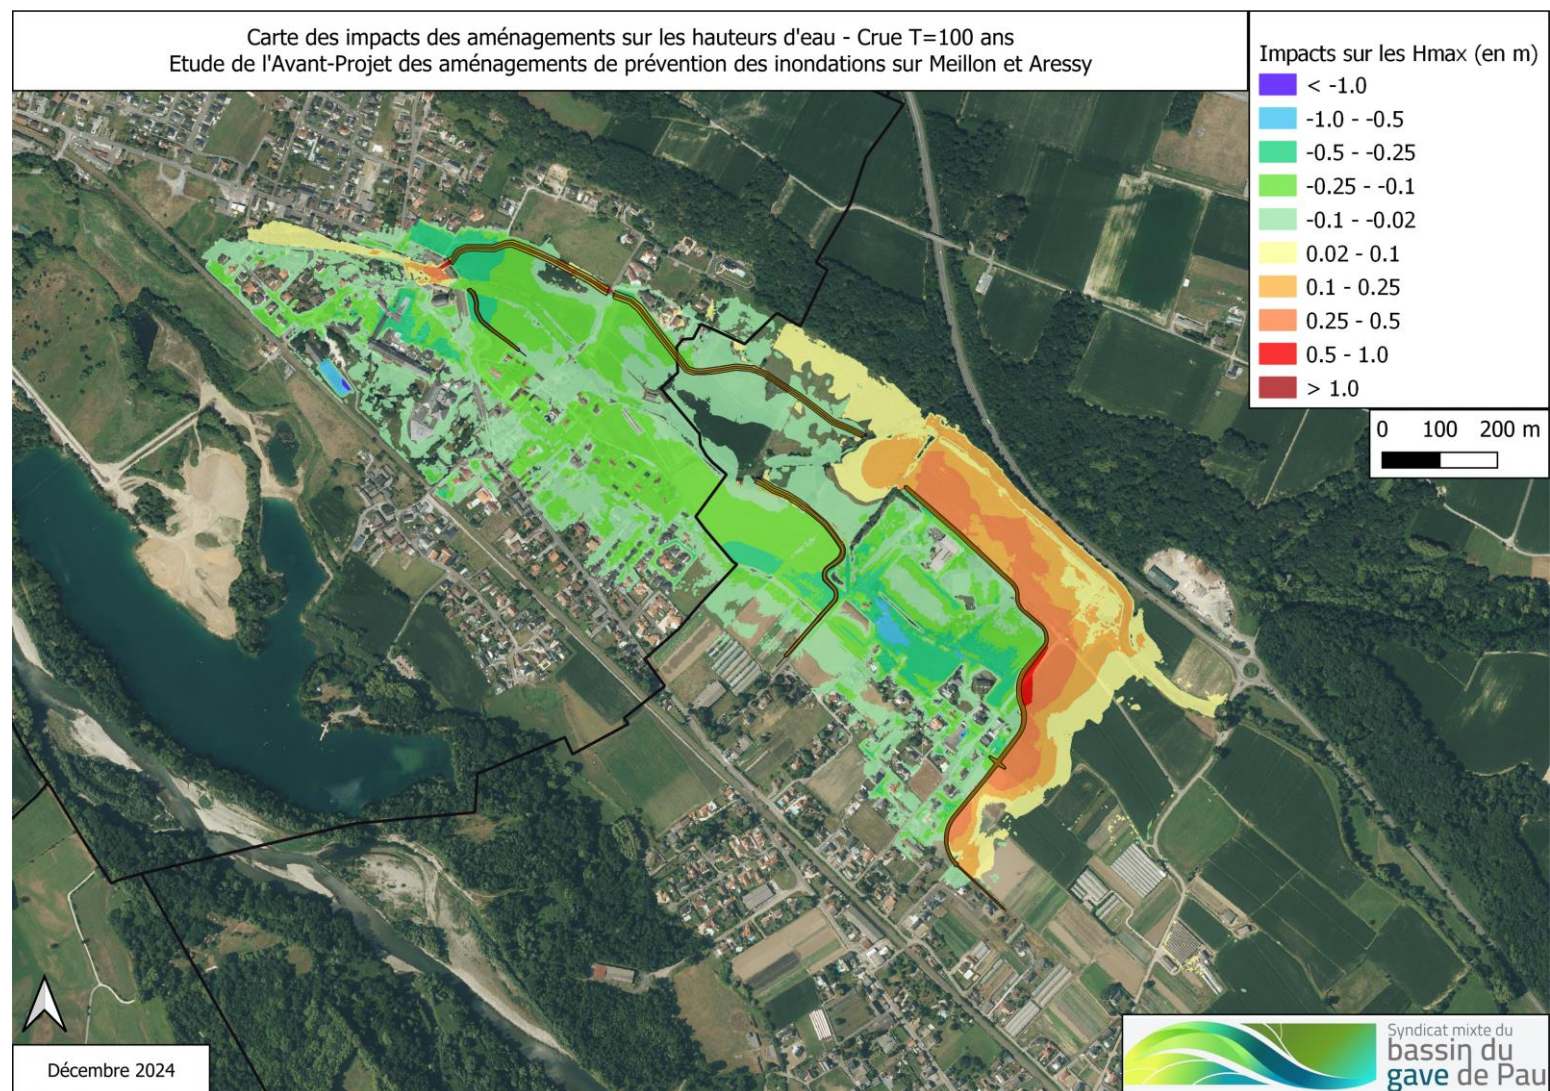 Carte des impacts des aménagements sur les hauteurs d'eau - Crue T=100 ans
Etude de l'Avant-Projet des aménagements de prévention des inondations sur Meillon et Aressy
Impacts sur les Hmax (en m)
< -1.0
-1.0 - -0.5
-0.5 - -0.25
-0.25 - -0.1
-0.1 - -0.02
0.02 - 0.1
0.1 - 0.25
0.25 - 0.5
0.5 - 1.0
> 1.0
0 100 200 m
Décembre 2024
Syndicat mixte du
bassin du
gave de Pau